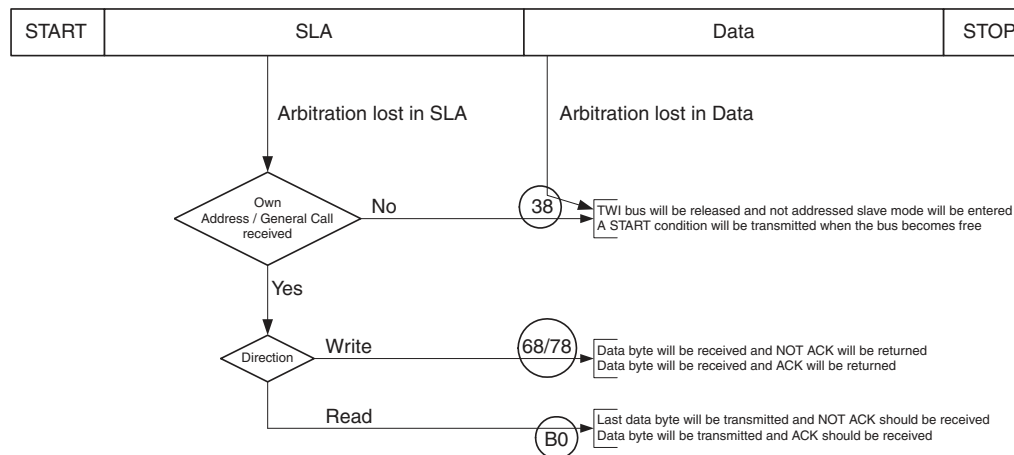 START SLA Data STOP
Arbitration lost in SLA Arbitration lost in Data
Own
Address / General Call
received
No
38
TWI bus will be released and not addressed slave mode will be entered
A START condition will be transmitted when the bus becomes free
Yes
Direction
Write
68/78
Data byte will be received and NOT ACK will be returned
Data byte will be received and ACK will be returned
Read
B0
Last data byte will be transmitted and NOT ACK should be received
Data byte will be transmitted and ACK should be received